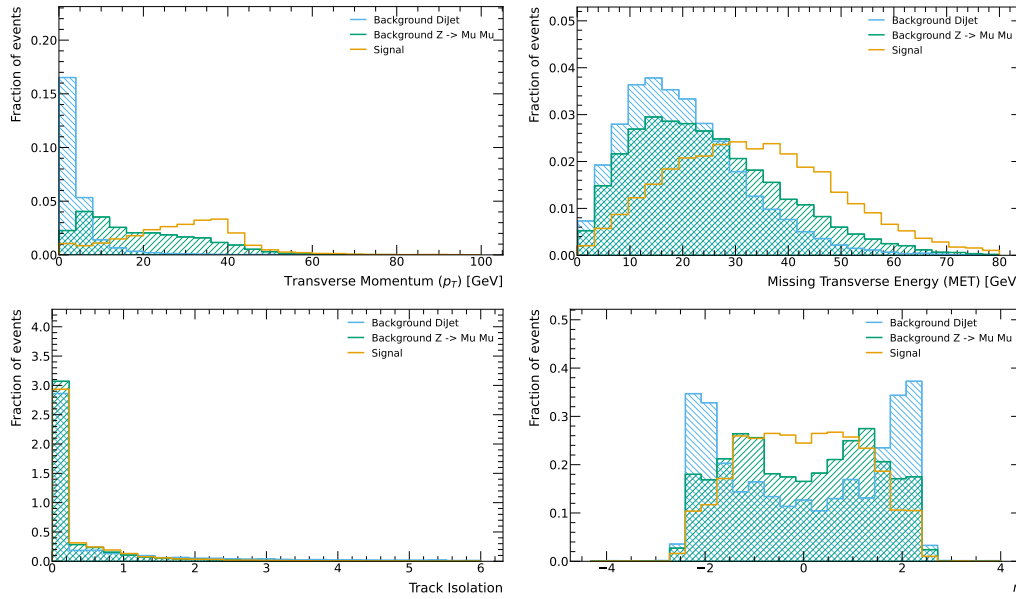 Fraction of events
0.20
0.15
0.10
0.05
0.00
0
20
40
60
80
100
Transverse Momentum (p_T) [GeV]
Background DiJet
Background Z -> Mu Mu
Signal
Fraction of events
0.05
0.04
0.03
0.02
0.01
0.00
0
10
20
30
40
50
60
70
80
Missing Transverse Energy (MET) [GeV
Background DiJet
Background Z -> Mu Mu
Signal
Fraction of events
4.0
3.5
3.0
2.5
2.0
1.5
1.0
0.5
0.0
0
1
2
3
4
5
6
Track Isolation
Background DiJet
Background Z -> Mu Mu
Signal
Fraction of events
0.5
0.4
0.3
0.2
0.1
0.0
−4
−2
0
2
4
Background DiJet
Background Z -> Mu Mu
Signal